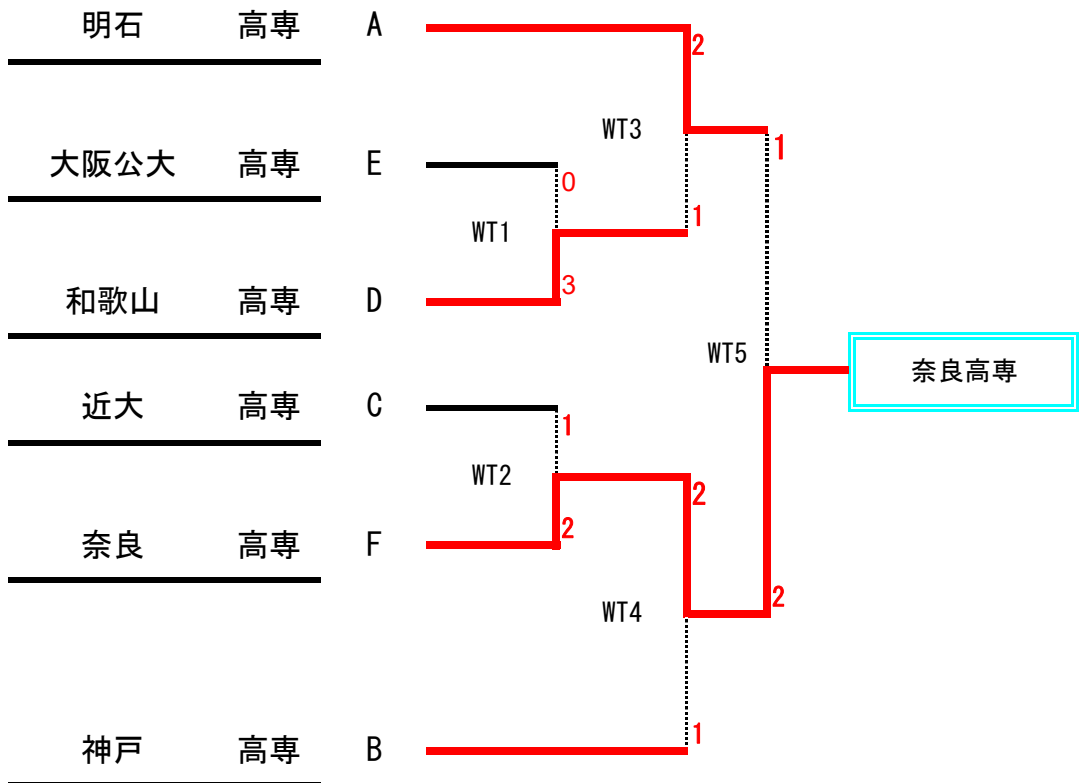 明石 高専 A
2
WT3
大阪公大 高専 E
1
0
1
WT1
和歌山 高専 D
3
WT5
奈良高専
近大 高専 C
1
WT2
2
奈良 高専 F
2
2
WT4
1
神戸 高専 B